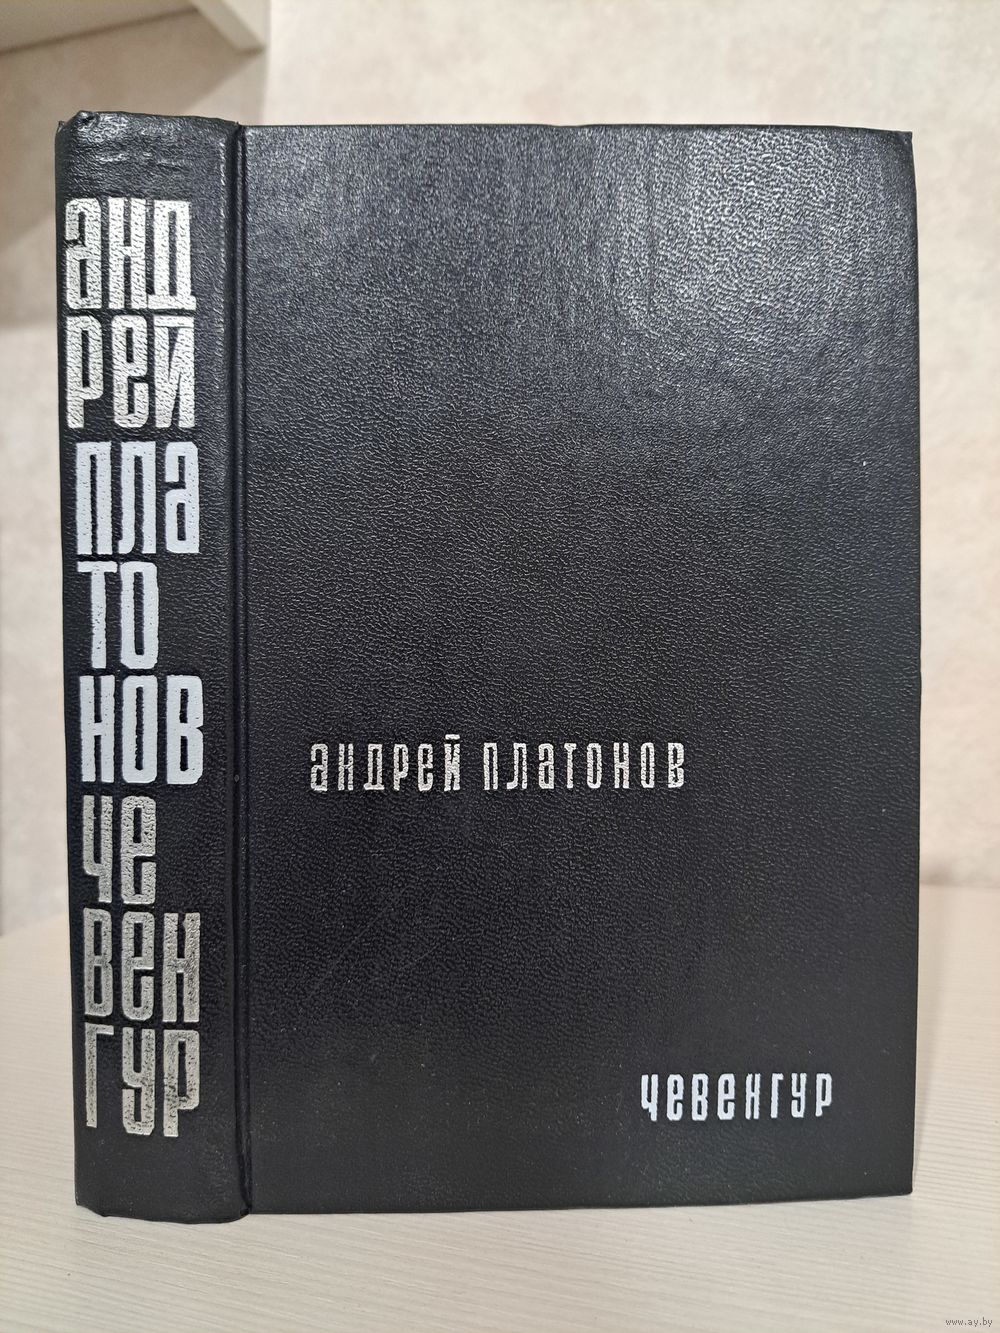 анд
рей
пла
то
нов
че
вен
гур
андрей платонов
чевенгур
www.ay.by